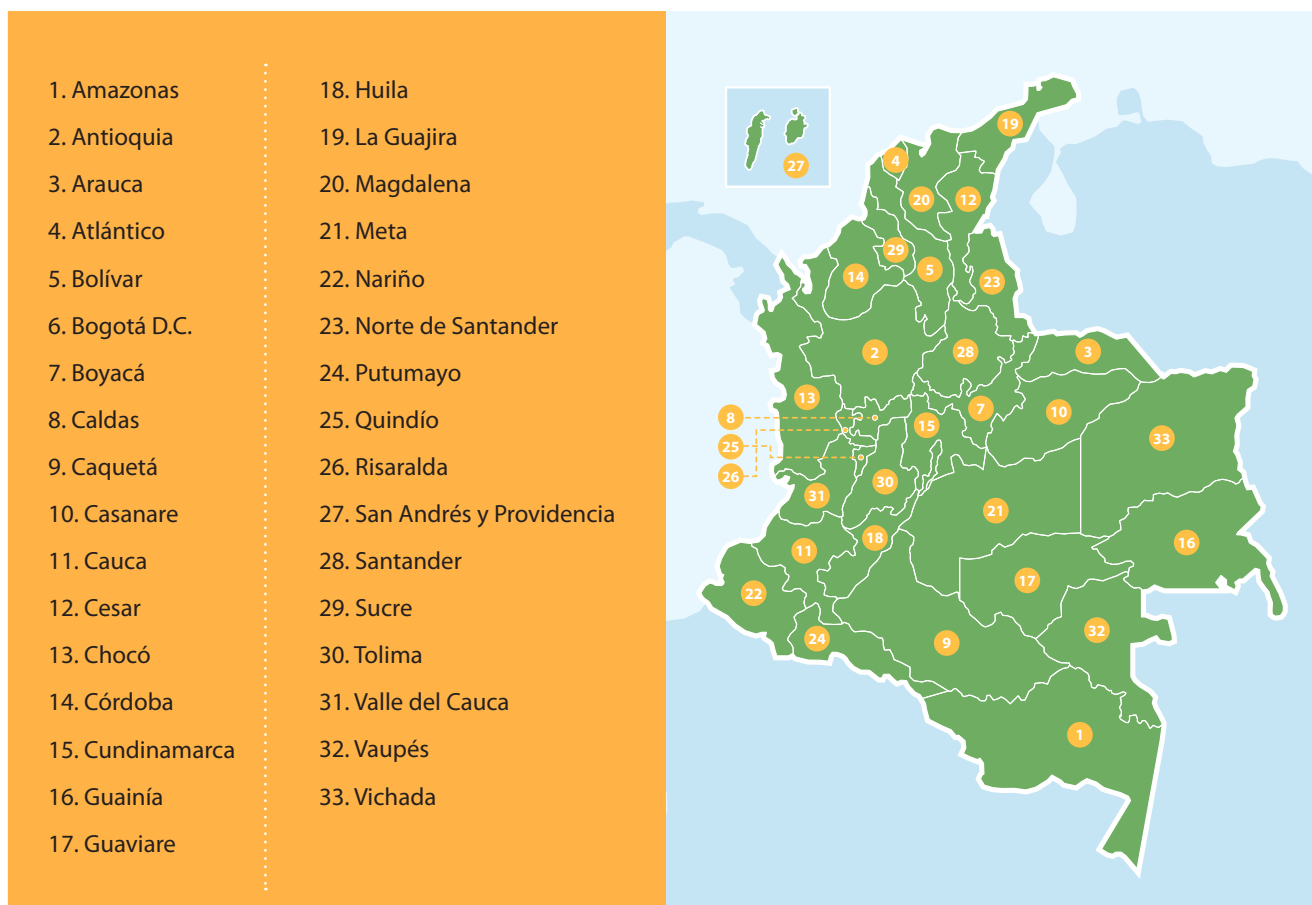 1. Amazonas
2. Antioquia
3. Arauca
4. Atlántico
5. Bolívar
6. Bogotá D.C.
7. Boyacá
8. Caldas
9. Caquetá
10. Casanare
11. Cauca
12. Cesar
13. Chocó
14. Córdoba
15. Cundinamarca
16. Guainía
17. Guaviare
18. Huila
19. La Guajira
20. Magdalena
21. Meta
22. Nariño
23. Norte de Santander
24. Putumayo
25. Quindío
26. Risaralda
27. San Andrés y Providencia
28. Santander
29. Sucre
30. Tolima
31. Valle del Cauca
32. Vaupés
33. Vichada
19
4
27
20
12
29
5
14
23
2
28
3
13
7
10
8
15
33
25
26
30
31
21
18
16
11
17
22
32
24
9
1